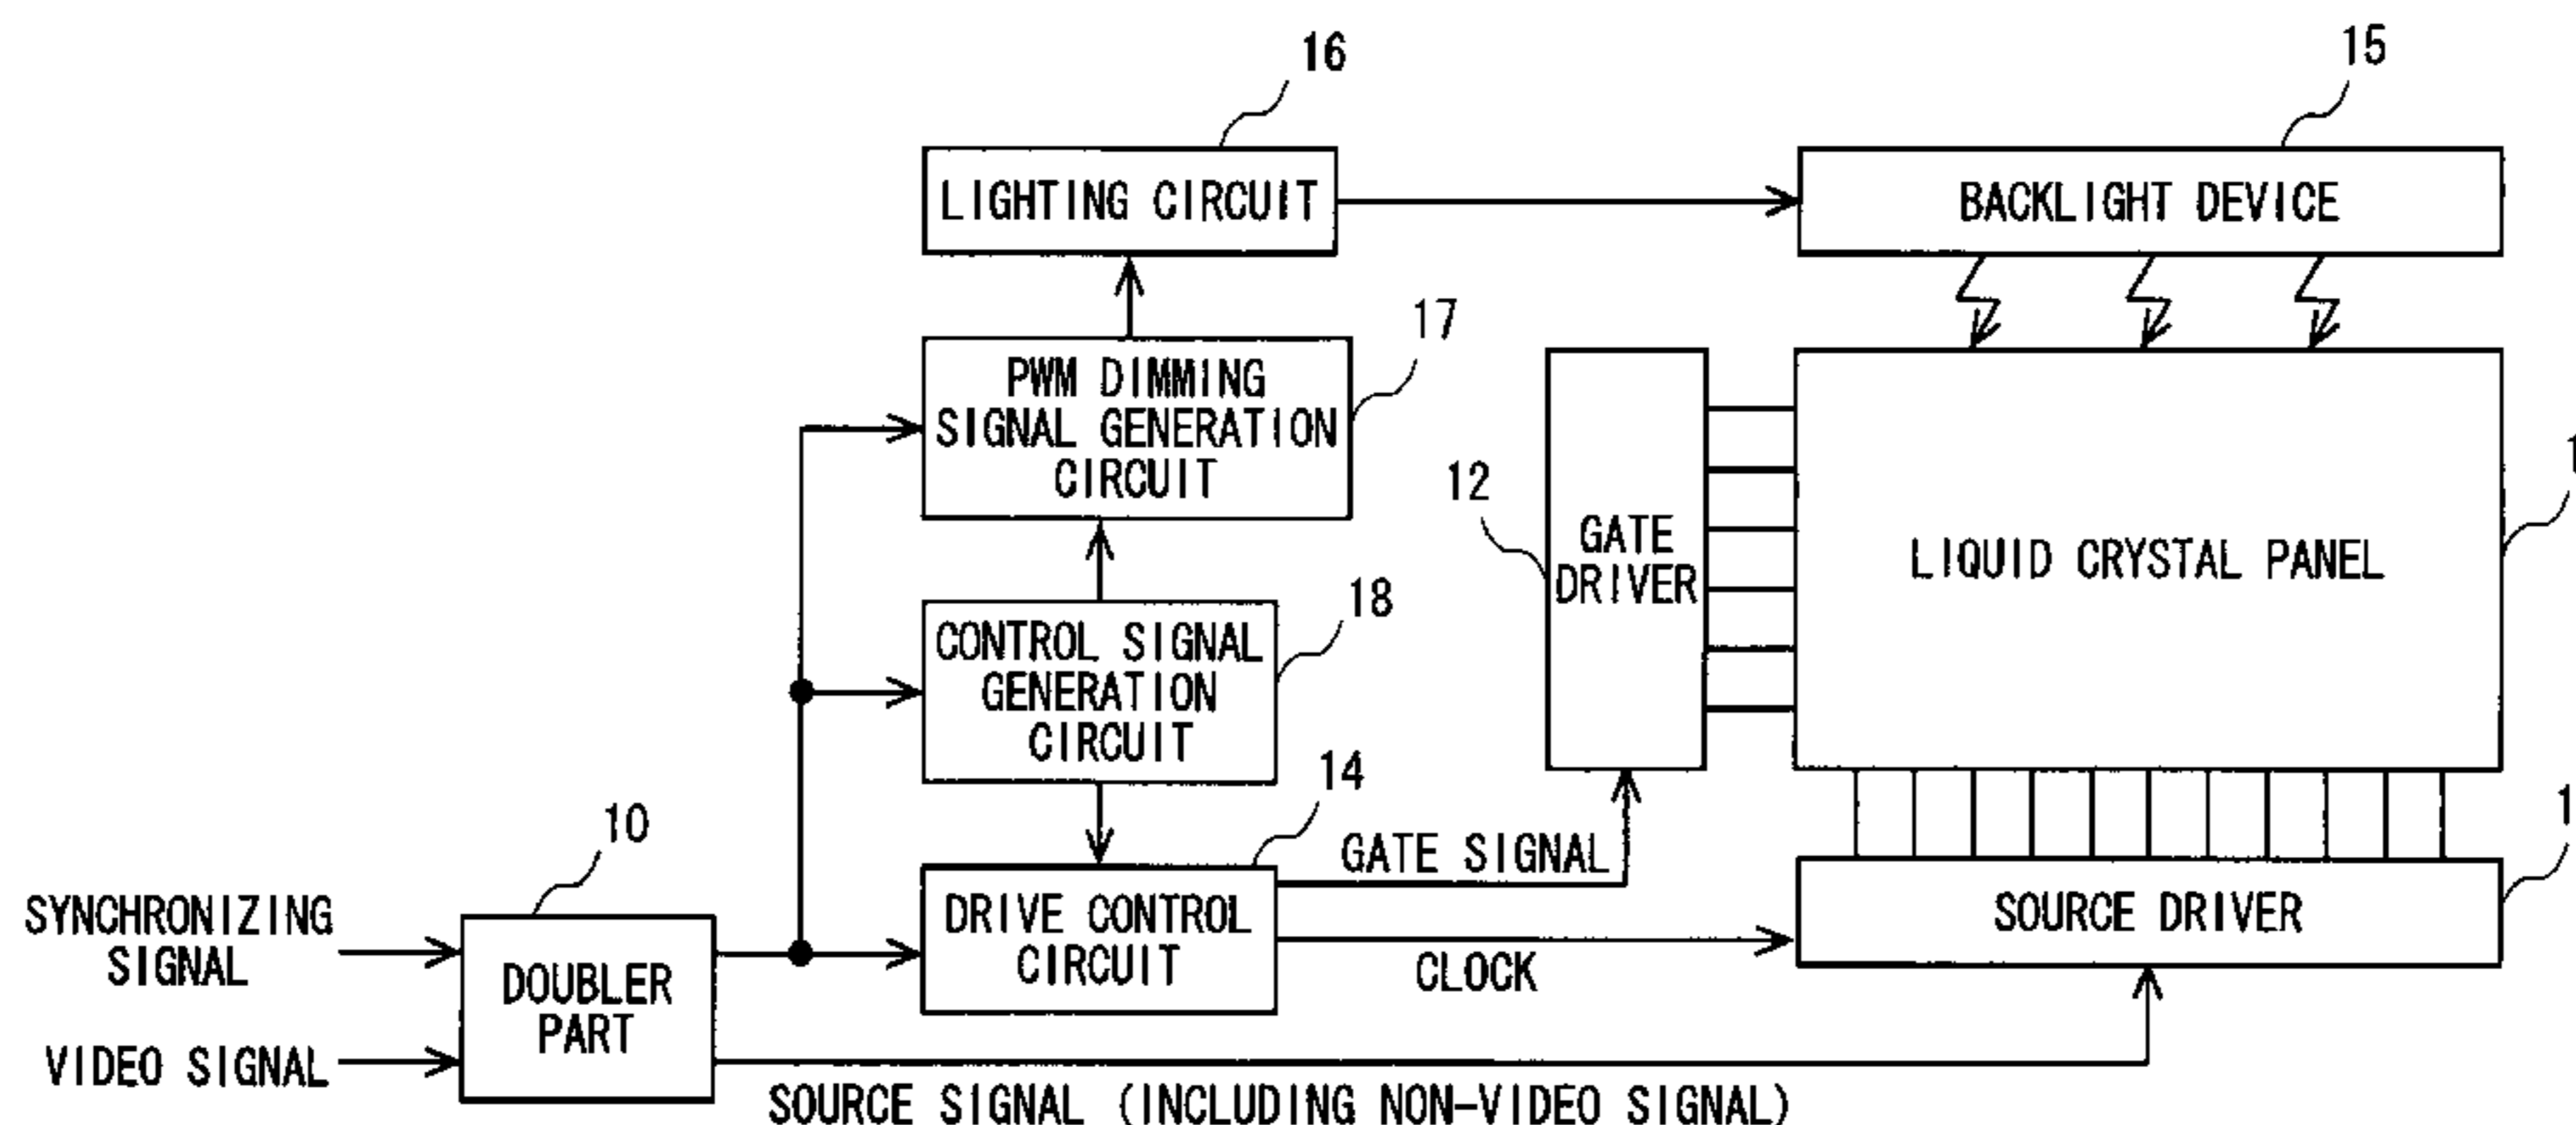 16
15
LIGHTING CIRCUIT
BACKLIGHT DEVICE
17
PWM DIMMING
SIGNAL GENERATION
CIRCUIT
12
GATE
DRIVER
LIQUID CRYSTAL PANEL
18
CONTROL SIGNAL
GENERATION
CIRCUIT
14
10
GATE SIGNAL
SYNCHRONIZING
SIGNAL
DRIVE CONTROL
CIRCUIT
SOURCE DRIVER
CLOCK
DOUBLER
PART
VIDEO SIGNAL
SOURCE SIGNAL (INCLUDING NON-VIDEO SIGNAL)